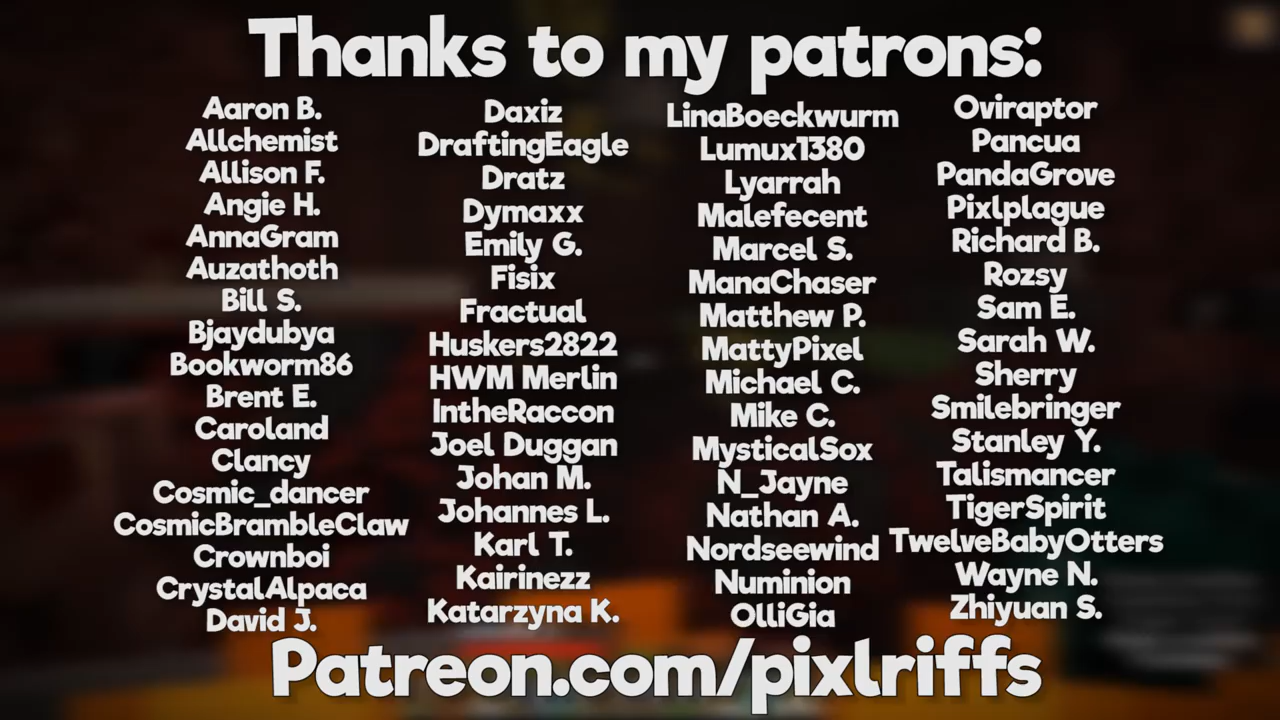 Thanks to my patrons:
Aaron B.
Allchemist
Allison F.
Angie H.
AnnaGram
Auzathoth
Bill S.
Bjaydubya
Bookworm86
Brent E.
Caroland
Clancy
Cosmic_dancer
CosmicBrambleClaw
Crownboi
CrystalAlpaca
David J.
Daxiz
DraftingEagle
Dratz
Dymaxx
Emily G.
Fisix
Fractual
Huskers2822
HWM Merlin
IntheRaccon
Joel Duggan
Johan M.
Johannes L.
Karl T.
Kairinezz
Katarzyna K.
LinaBoeckwurm
Lumux1380
Lyarrah
Malefecent
Marcel S.
ManaChaser
Matthew P.
MattyPixel
Michael C.
Mike C.
MysticalSox
N_Jayne
Nathan A.
Nordseewind
Numinion
OlliGia
Oviraptor
Pancua
PandaGrove
Pixlplague
Richard B.
Rozsy
Sam E.
Sarah W.
Sherry
Smilebringer
Stanley Y.
Talismancer
TigerSpirit
TwelveBabyOtters
Wayne N.
Zhiyuan S.
Patreon.com/pixlriffs